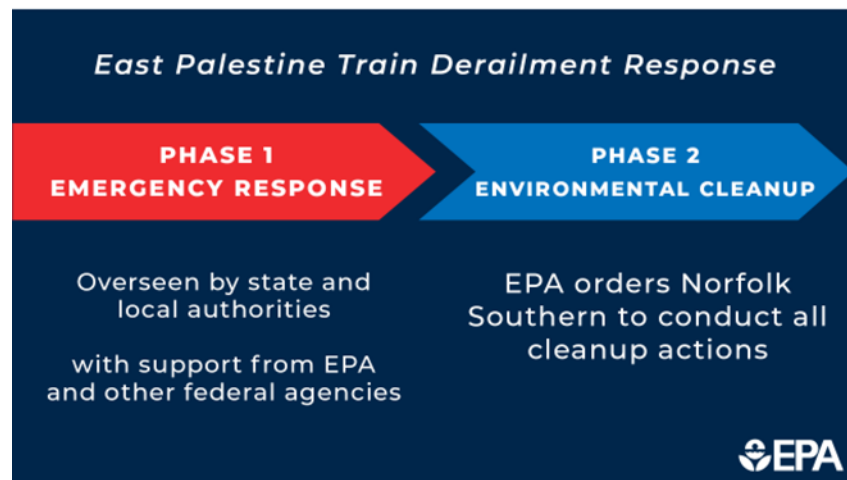 East Palestine Train Derailment Response
PHASE 1
EMERGENCY RESPONSE
PHASE 2
ENVIRONMENTAL CLEANUP
Overseen by state and
local authorities
with support from EPA
and other federal agencies
EPA orders Norfolk
Southern to conduct all
cleanup actions
EPA